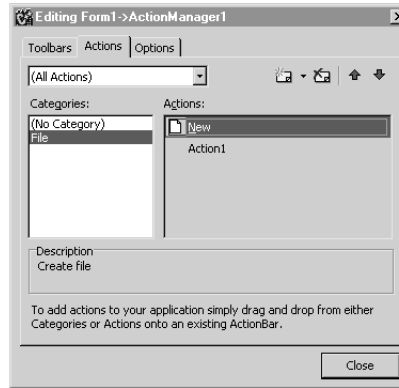 Editing Form1->ActionManager1
Toolbars Actions Options
(All Actions)
Categories: Actions:
(No Category)
File
New
Action1
Description
Create file
To add actions to your application simply drag and drop from either
Categories or Actions onto an existing ActionBar.
Close